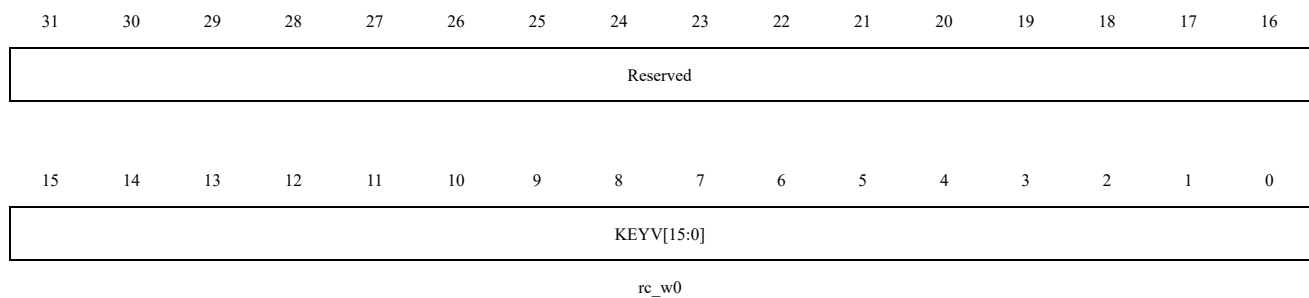 31 30 29 28 27 26 25 24 23 22 21 20 19 18 17 16
Reserved
15 14 13 12 11 10 9 8 7 6 5 4 3 2 1 0
KEYV[15:0]
rc_w0